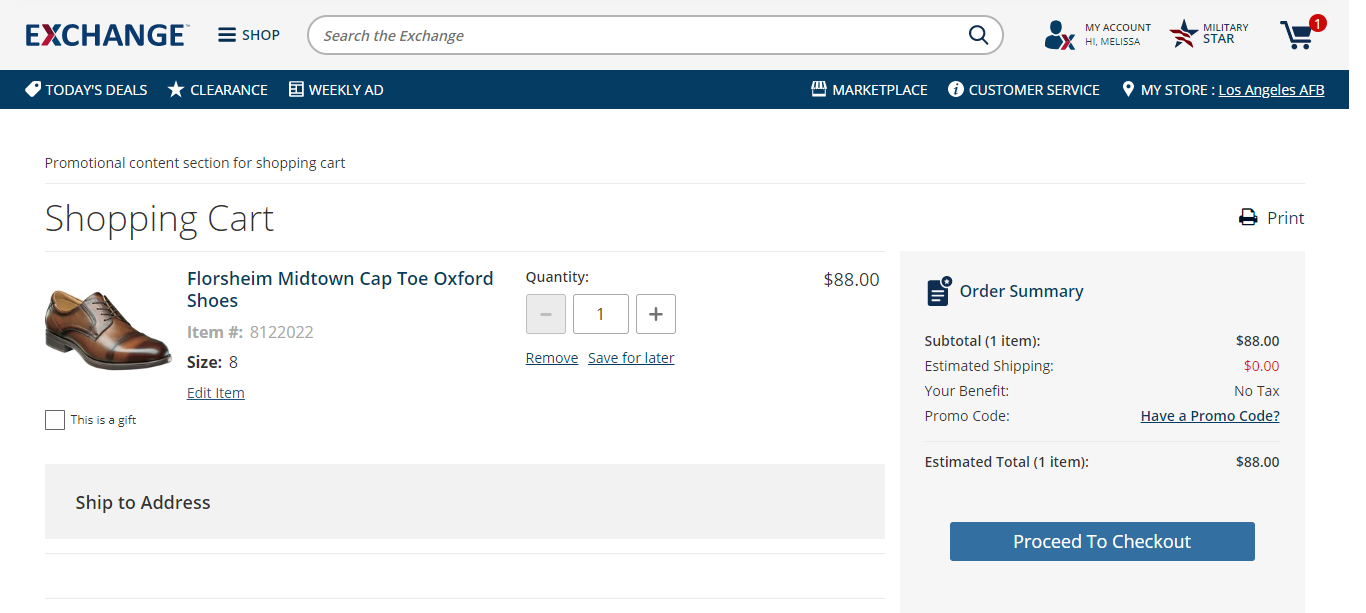 EXCHANGE
SHOP
Search the Exchange
MY ACCOUNT
HI, MELISSA
MILITARY
STAR
1
TODAY'S DEALS
CLEARANCE
WEEKLY AD
MARKETPLACE
CUSTOMER SERVICE
MY STORE : Los Angeles AFB
Promotional content section for shopping cart
Shopping Cart
Print
Florsheim Midtown Cap Toe Oxford
Shoes
Item #: 8122022
Size: 8
Edit Item
This is a gift
Quantity:
− 1 +
Remove Save for later
$88.00
Ship to Address
Order Summary
Subtotal (1 item): $88.00
Estimated Shipping: $0.00
Your Benefit: No Tax
Promo Code: Have a Promo Code?
Estimated Total (1 item): $88.00
Proceed To Checkout